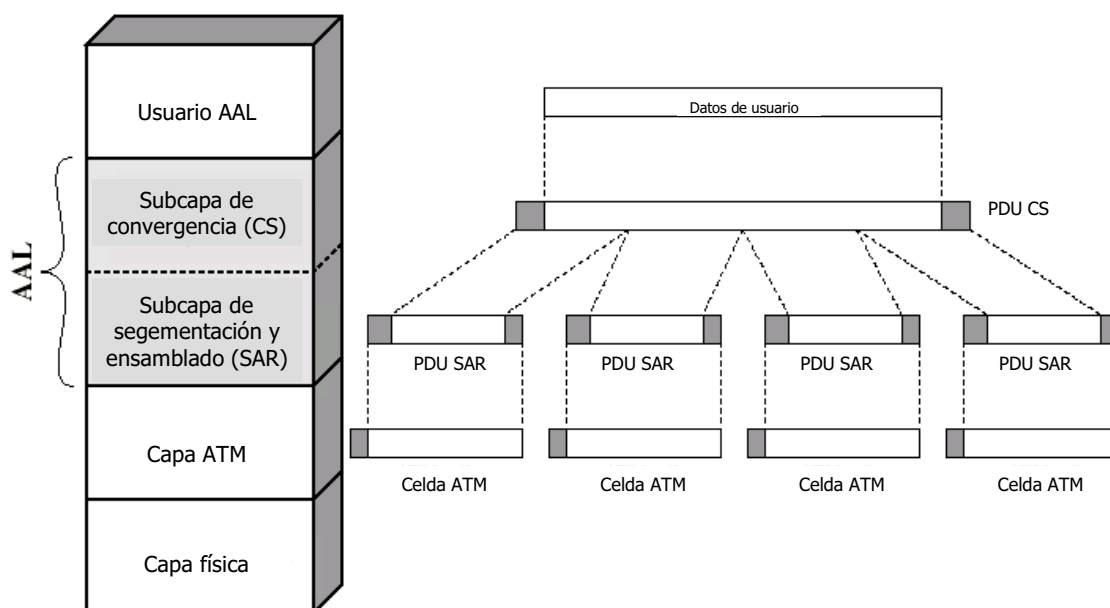 Usuario AAL
AAL
Subcapa de
convergencia (CS)
Subcapa de
segementación y
ensamblado (SAR)
Capa ATM
Capa física
Datos de usuario
PDU CS
PDU SAR
PDU SAR
PDU SAR
PDU SAR
Celda ATM
Celda ATM
Celda ATM
Celda ATM